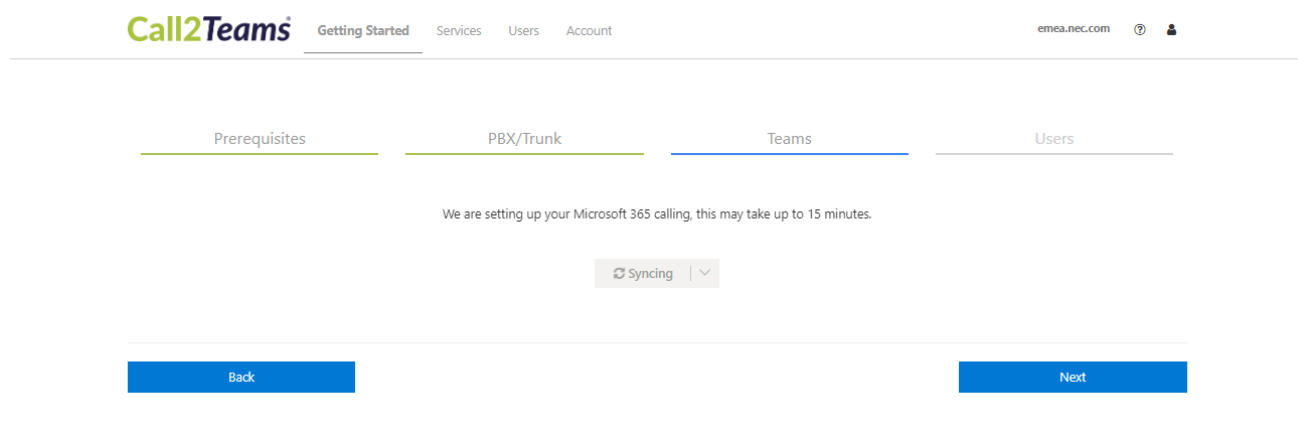 Call2Teams Getting Started Services Users Account emea.nec.com
Prerequisites PBX/Trunk Teams Users
We are setting up your Microsoft 365 calling, this may take up to 15 minutes.
Syncing
Back Next